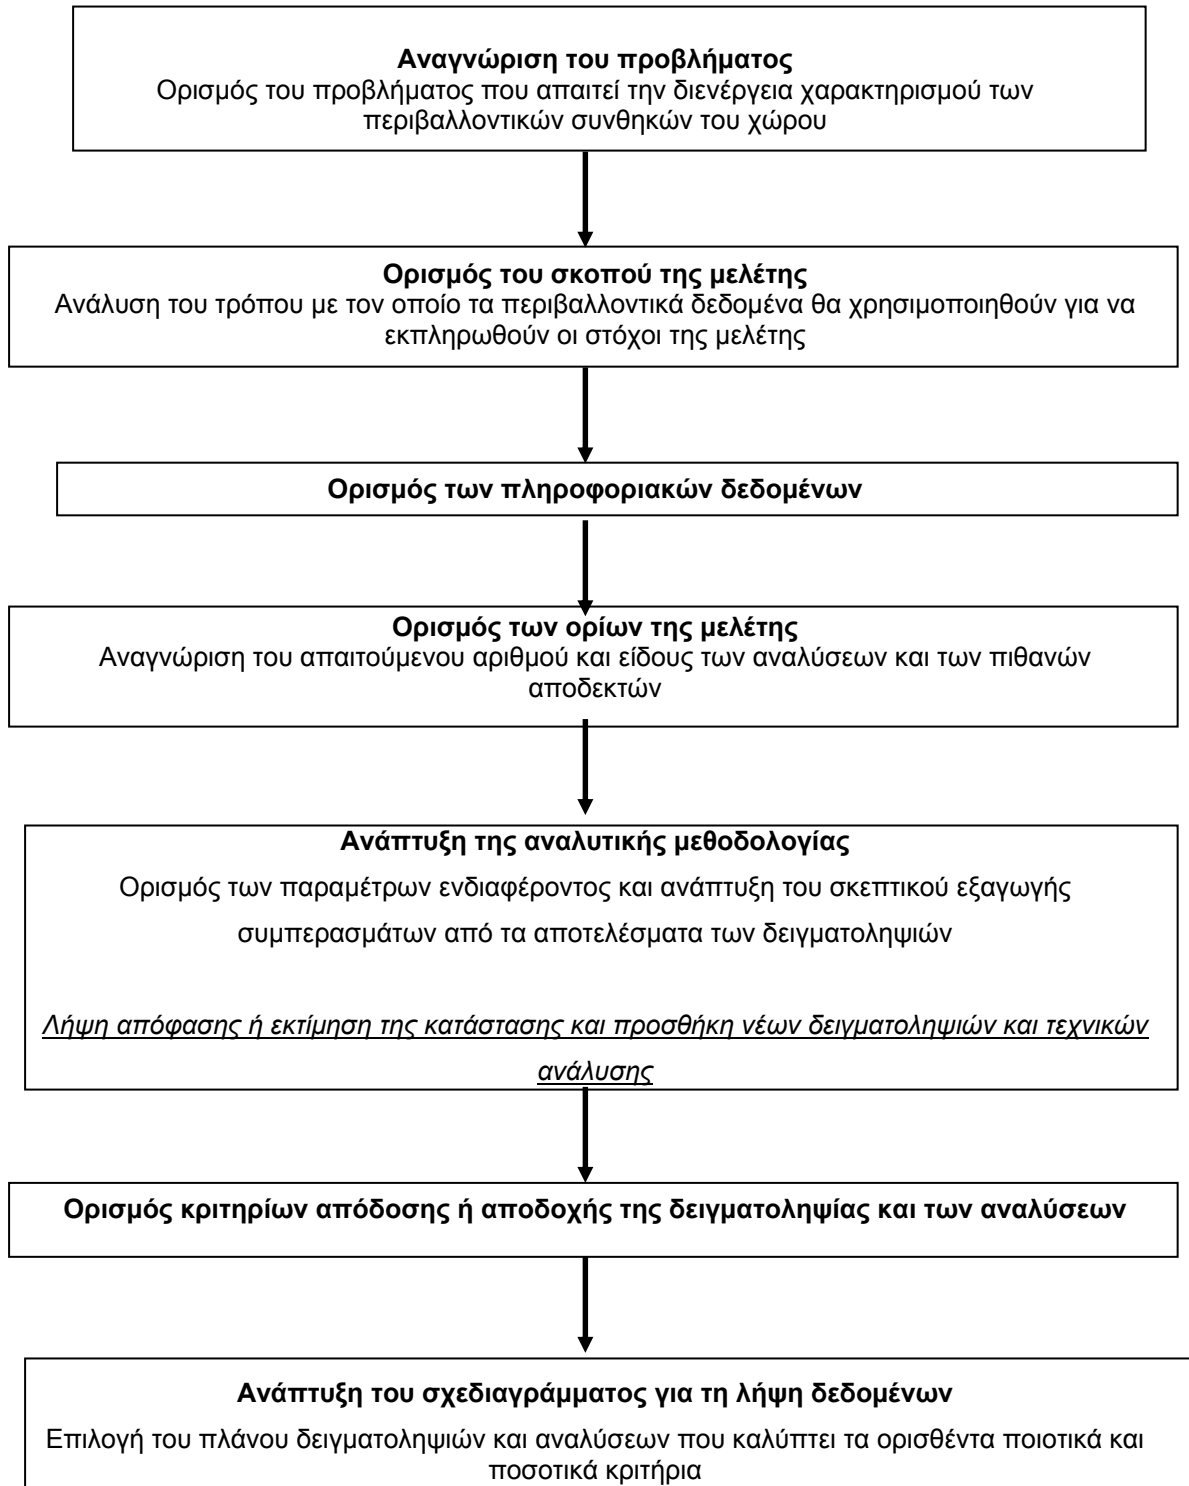 Αναγνώριση του προβλήματος
Ορισμός του προβλήματος που απαιτεί την διενέργεια χαρακτηρισμού των
περιβαλλοντικών συνθηκών του χώρου
Ορισμός του σκοπού της μελέτης
Ανάλυση του τρόπου με τον οποίο τα περιβαλλοντικά δεδομένα θα χρησιμοποιηθούν για να
εκπληρωθούν οι στόχοι της μελέτης
Ορισμός των πληροφοριακών δεδομένων
Ορισμός των ορίων της μελέτης
Αναγνώριση του απαιτούμενου αριθμού και είδους των αναλύσεων και των πιθανών
αποδεκτών
Ανάπτυξη της αναλυτικής μεθοδολογίας
Ορισμός των παραμέτρων ενδιαφέροντος και ανάπτυξη του σκεπτικού εξαγωγής
συμπερασμάτων από τα αποτελέσματα των δειγματοληψιών
Λήψη απόφασης ή εκτίμηση της κατάστασης και προσθήκη νέων δειγματοληψιών και τεχνικών
ανάλυσης
Ορισμός κριτηρίων απόδοσης ή αποδοχής της δειγματοληψίας και των αναλύσεων
Ανάπτυξη του σχεδιαγράμματος για τη λήψη δεδομένων
Επιλογή του πλάνου δειγματοληψιών και αναλύσεων που καλύπτει τα ορισθέντα ποιοτικά και
ποσοτικά κριτήρια